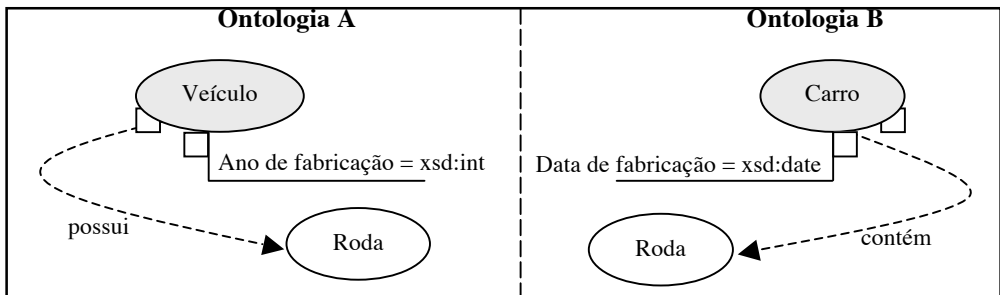 Ontologia A
Veículo
Ano de fabricação = xsd:int
possui
Roda
Ontologia B
Carro
Data de fabricação = xsd:date
contém
Roda